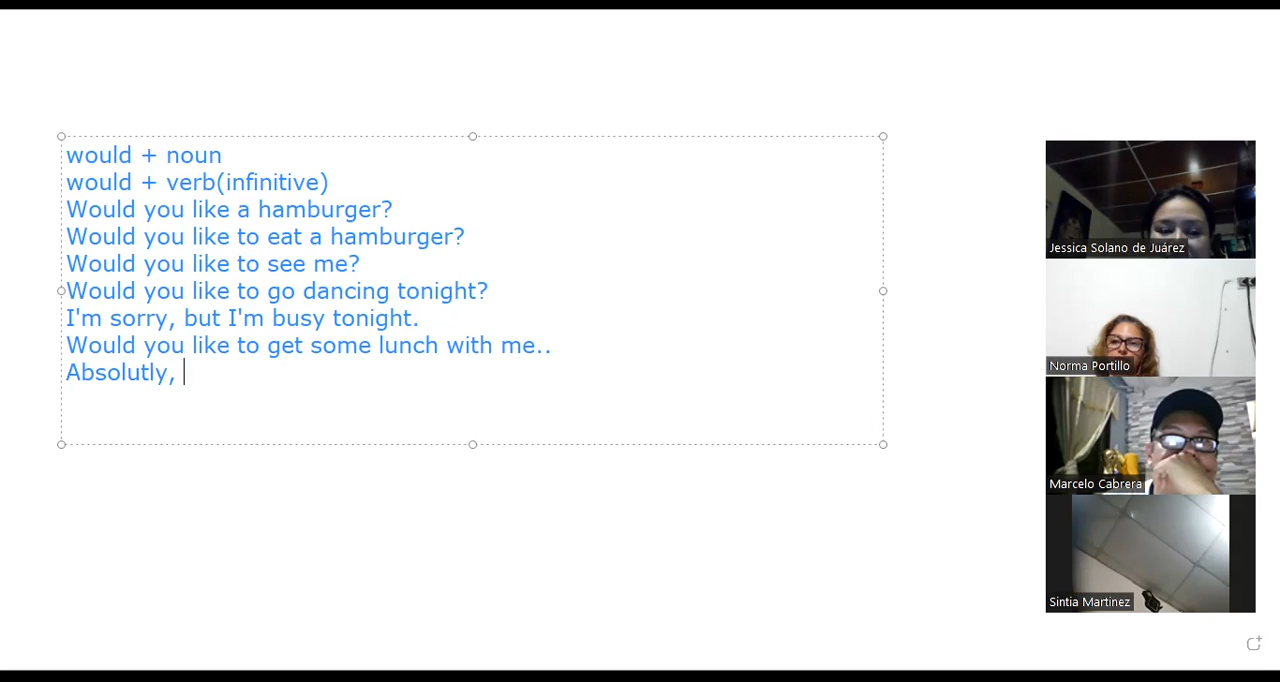 would + noun
would + verb(infinitive)
Would you like a hamburger?
Would you like to eat a hamburger?
Would you like to see me?
Would you like to go dancing tonight?
I'm sorry, but I'm busy tonight.
Would you like to get some lunch with me..
Absolutly,
Jessica Solano de Juárez
Norma Portillo
Marcelo Cabrera
Sintia Martinez